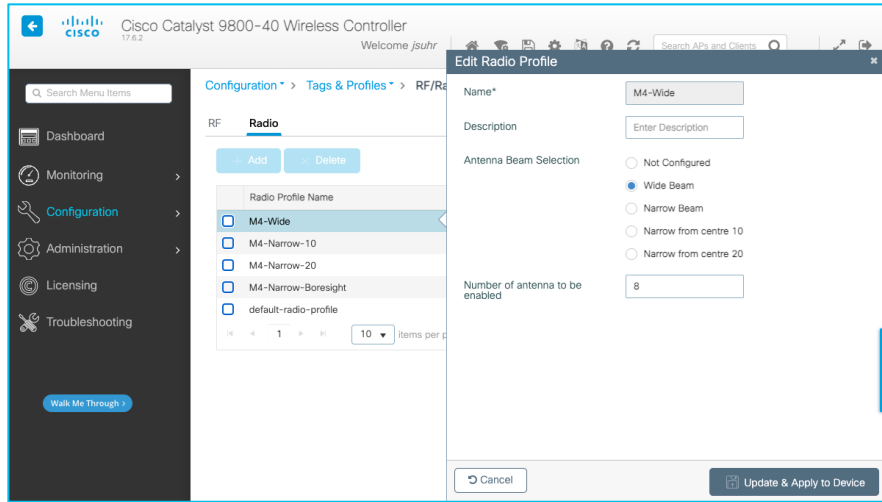 cisco
Cisco Catalyst 9800-40 Wireless Controller
17.6.2
Welcome jsuhr
Search APs and Clients
Search Menu Items
Dashboard
Monitoring
Configuration
Administration
Licensing
Troubleshooting
Walk Me Through >
Configuration > Tags & Profiles > RF/Ra
RF Radio
+ Add × Delete
Radio Profile Name
M4-Wide
M4-Narrow-10
M4-Narrow-20
M4-Narrow-Boresight
default-radio-profile
1 10 items per p
Edit Radio Profile ×
Name* M4-Wide
Description Enter Description
Antenna Beam Selection Not Configured
Wide Beam
Narrow Beam
Narrow from centre 10
Narrow from centre 20
Number of antenna to be 8
enabled
Cancel Update & Apply to Device